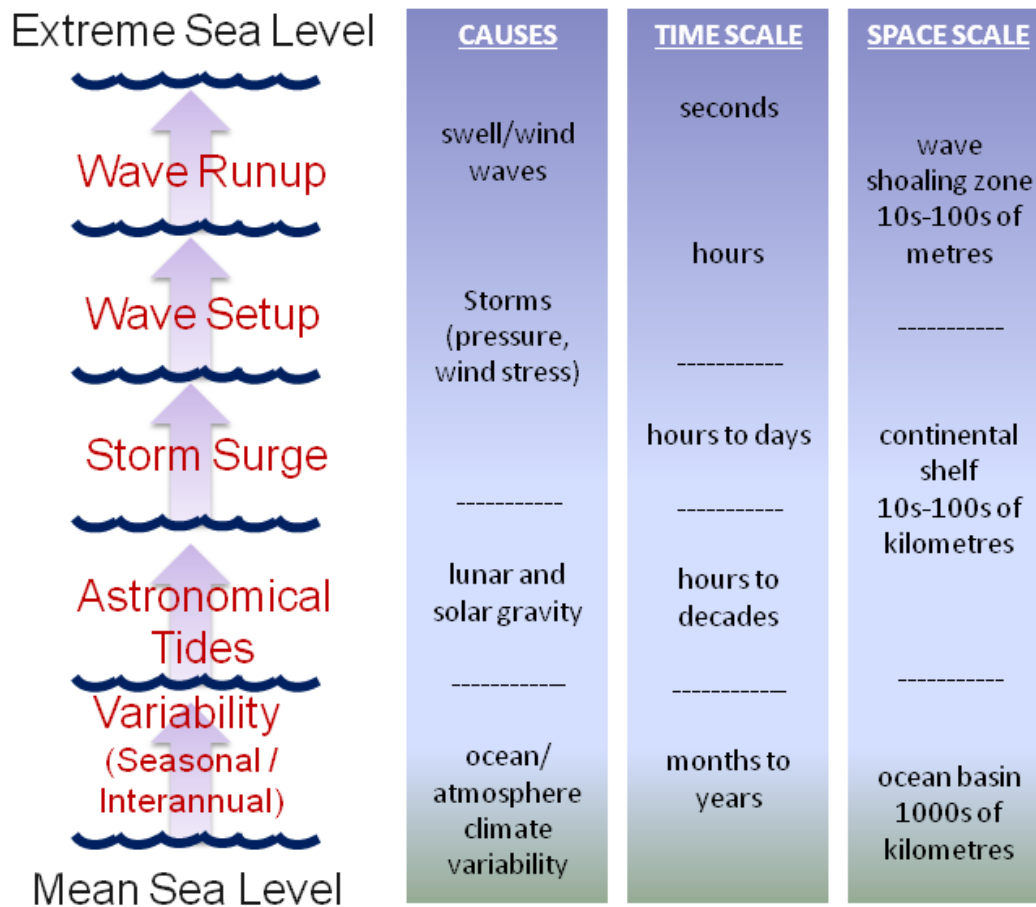 Extreme Sea Level
Wave Runup
Wave Setup
Storm Surge
Astronomical
Tides
Variability
(Seasonal /
Interannual)
Mean Sea Level
CAUSES
swell/wind
waves
Storms
(pressure,
wind stress)
-----------
lunar and
solar gravity
-----------
ocean/
atmosphere
climate
variability
TIME SCALE
seconds
hours
-----------
hours to days
-----------
hours to
decades
-----------
months to
years
SPACE SCALE
wave
shoaling zone
10s-100s of
metres
-----------
continental
shelf
10s-100s of
kilometres
-----------
ocean basin
1000s of
kilometres